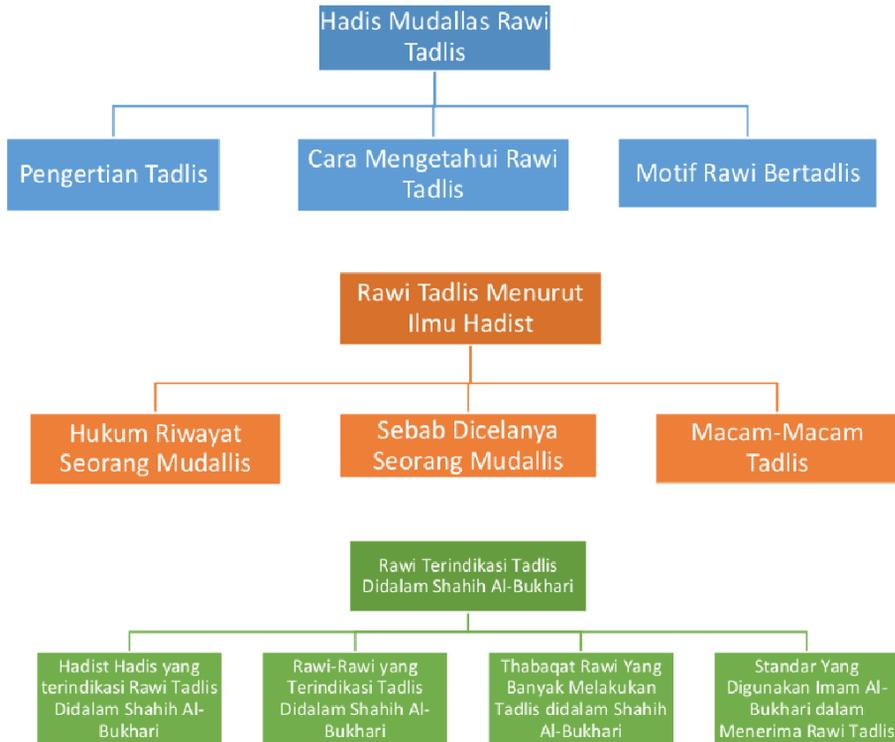 Hadis Mudallas Rawi
Tadlis
Pengertian Tadlis
Cara Mengetahui Rawi
Tadlis
Motif Rawi Bertadlis
Rawi Tadlis Menurut
Ilmu Hadist
Hukum Riwayat
Seorang Mudallis
Sebab Dicelanya
Seorang Mudallis
Macam-Macam
Tadlis
Rawi Terindikasi Tadlis
Didalam Shahih Al-Bukhari
Hadist Hadis yang
terindikasi Rawi Tadlis
Didalam Shahih Al-
Bukhari
Rawi-Rawi yang
Terindikasi Tadlis
Didalam Shahih Al-
Bukhari
Thabaqat Rawi Yang
Banyak Melakukan
Tadlis didalam Shahih
Al-Bukhari
Standar Yang
Digunakan Imam Al-
Bukhari dalam
Menerima Rawi Tadlis